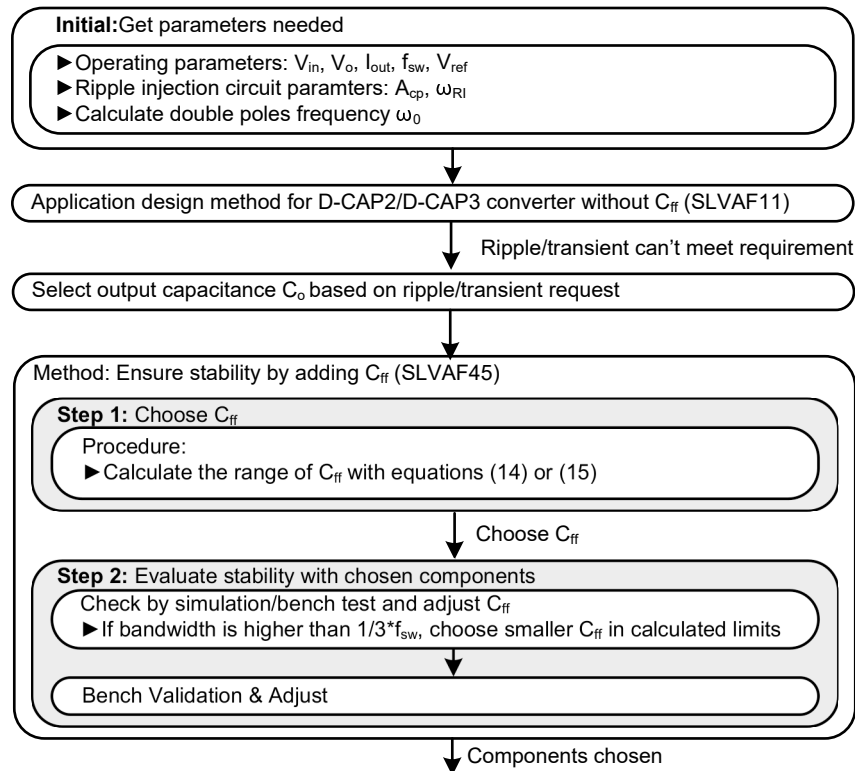 Initial:Get parameters needed
►Operating parameters: Vin, Vo, Iout, fsw, Vref
►Ripple injection circuit paramters: Acp, ωRI
►Calculate double poles frequency ω0
Application design method for D-CAP2/D-CAP3 converter without Cff (SLVAF11)
Ripple/transient can’t meet requirement
Select output capacitance Co based on ripple/transient request
Method: Ensure stability by adding Cff (SLVAF45)
Step 1: Choose Cff
Procedure:
►Calculate the range of Cff with equations (14) or (15)
Choose Cff
Step 2: Evaluate stability with chosen components
Check by simulation/bench test and adjust Cff
►If bandwidth is higher than 1/3*fsw, choose smaller Cff in calculated limits
Bench Validation & Adjust
Components chosen